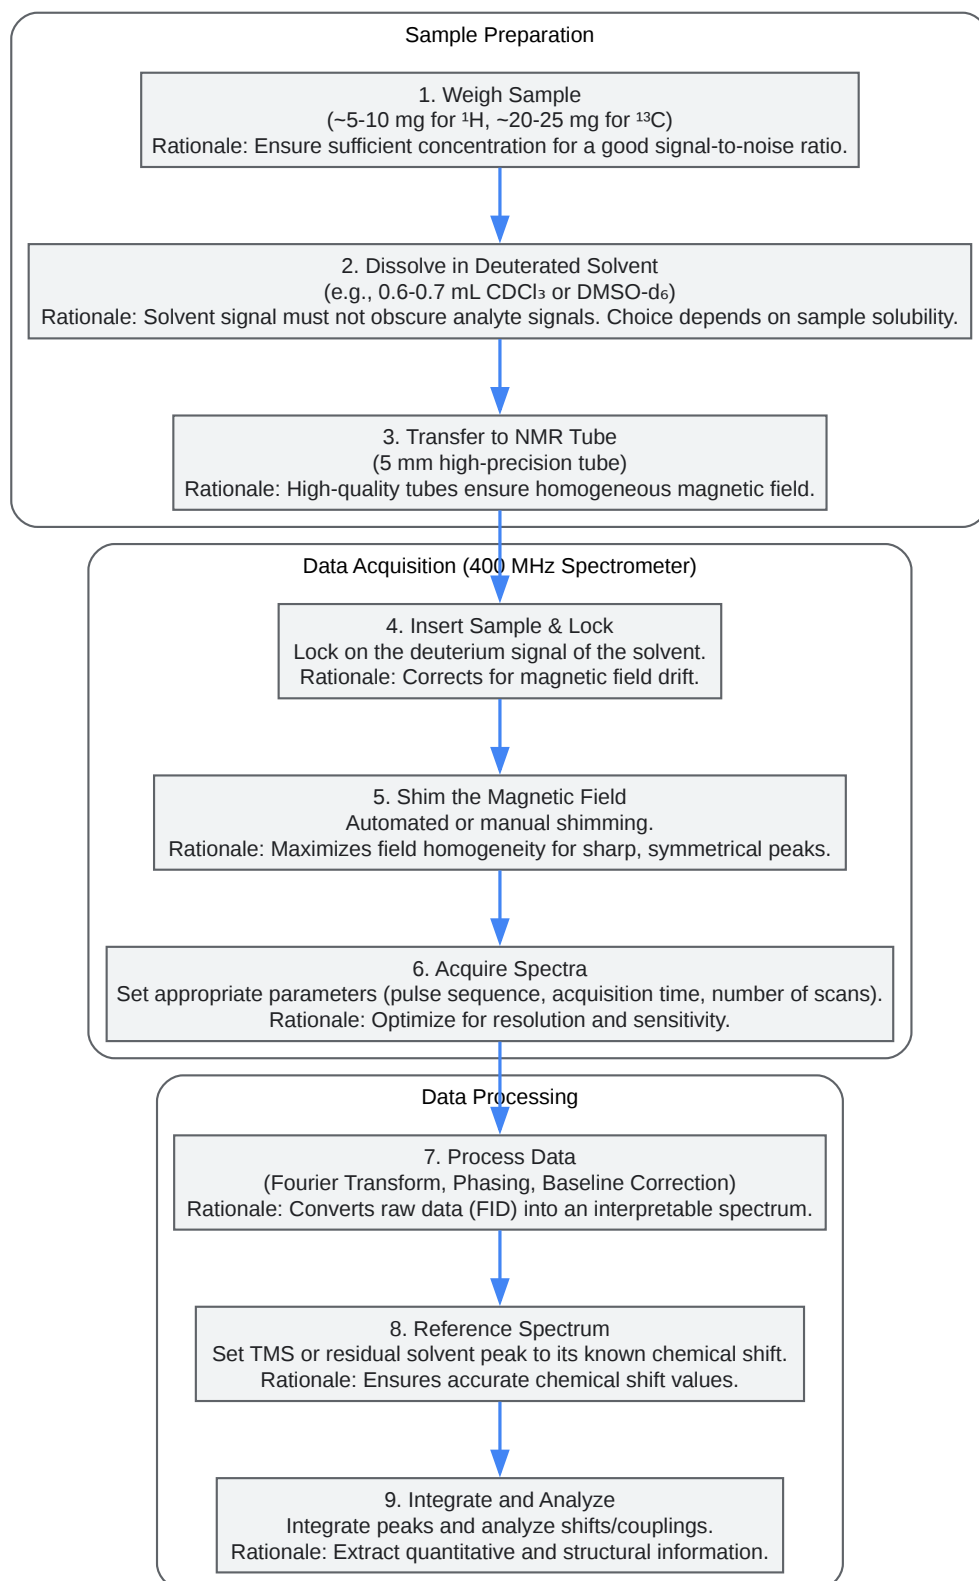 Sample Preparation
1. Weigh Sample
(~5-10 mg for ¹H, ~20-25 mg for ¹³C)
Rationale: Ensure sufficient concentration for a good signal-to-noise ratio.
2. Dissolve in Deuterated Solvent
(e.g., 0.6-0.7 mL CDCl₃ or DMSO-d₆)
Rationale: Solvent signal must not obscure analyte signals. Choice depends on sample solubility.
3. Transfer to NMR Tube
(5 mm high-precision tube)
Rationale: High-quality tubes ensure homogeneous magnetic field.
Data Acquisition (400 MHz Spectrometer)
4. Insert Sample & Lock
Lock on the deuterium signal of the solvent.
Rationale: Corrects for magnetic field drift.
5. Shim the Magnetic Field
Automated or manual shimming.
Rationale: Maximizes field homogeneity for sharp, symmetrical peaks.
6. Acquire Spectra
Set appropriate parameters (pulse sequence, acquisition time, number of scans).
Rationale: Optimize for resolution and sensitivity.
Data Processing
7. Process Data
(Fourier Transform, Phasing, Baseline Correction)
Rationale: Converts raw data (FID) into an interpretable spectrum.
8. Reference Spectrum
Set TMS or residual solvent peak to its known chemical shift.
Rationale: Ensures accurate chemical shift values.
9. Integrate and Analyze
Integrate peaks and analyze shifts/couplings.
Rationale: Extract quantitative and structural information.